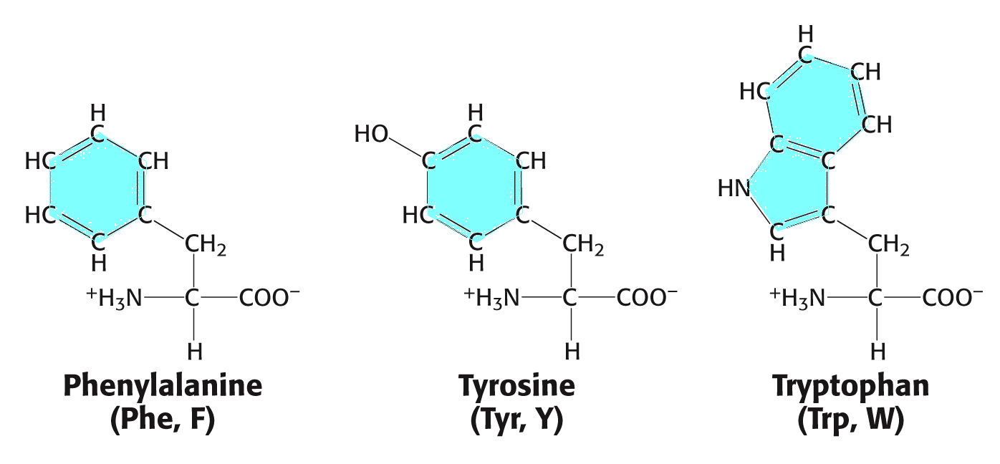 H
C
HC
CH
HC
C
C
H
CH₂
⁺H₃N
C
COO⁻
H
Phenylalanine
(Phe, F)
HO
H
C
C
CH
HC
C
C
H
CH₂
⁺H₃N
C
COO⁻
H
Tyrosine
(Tyr, Y)
H
C
CH
HC
CH
C
C
HN
C
C
H
CH₂
⁺H₃N
C
COO⁻
H
Tryptophan
(Trp, W)